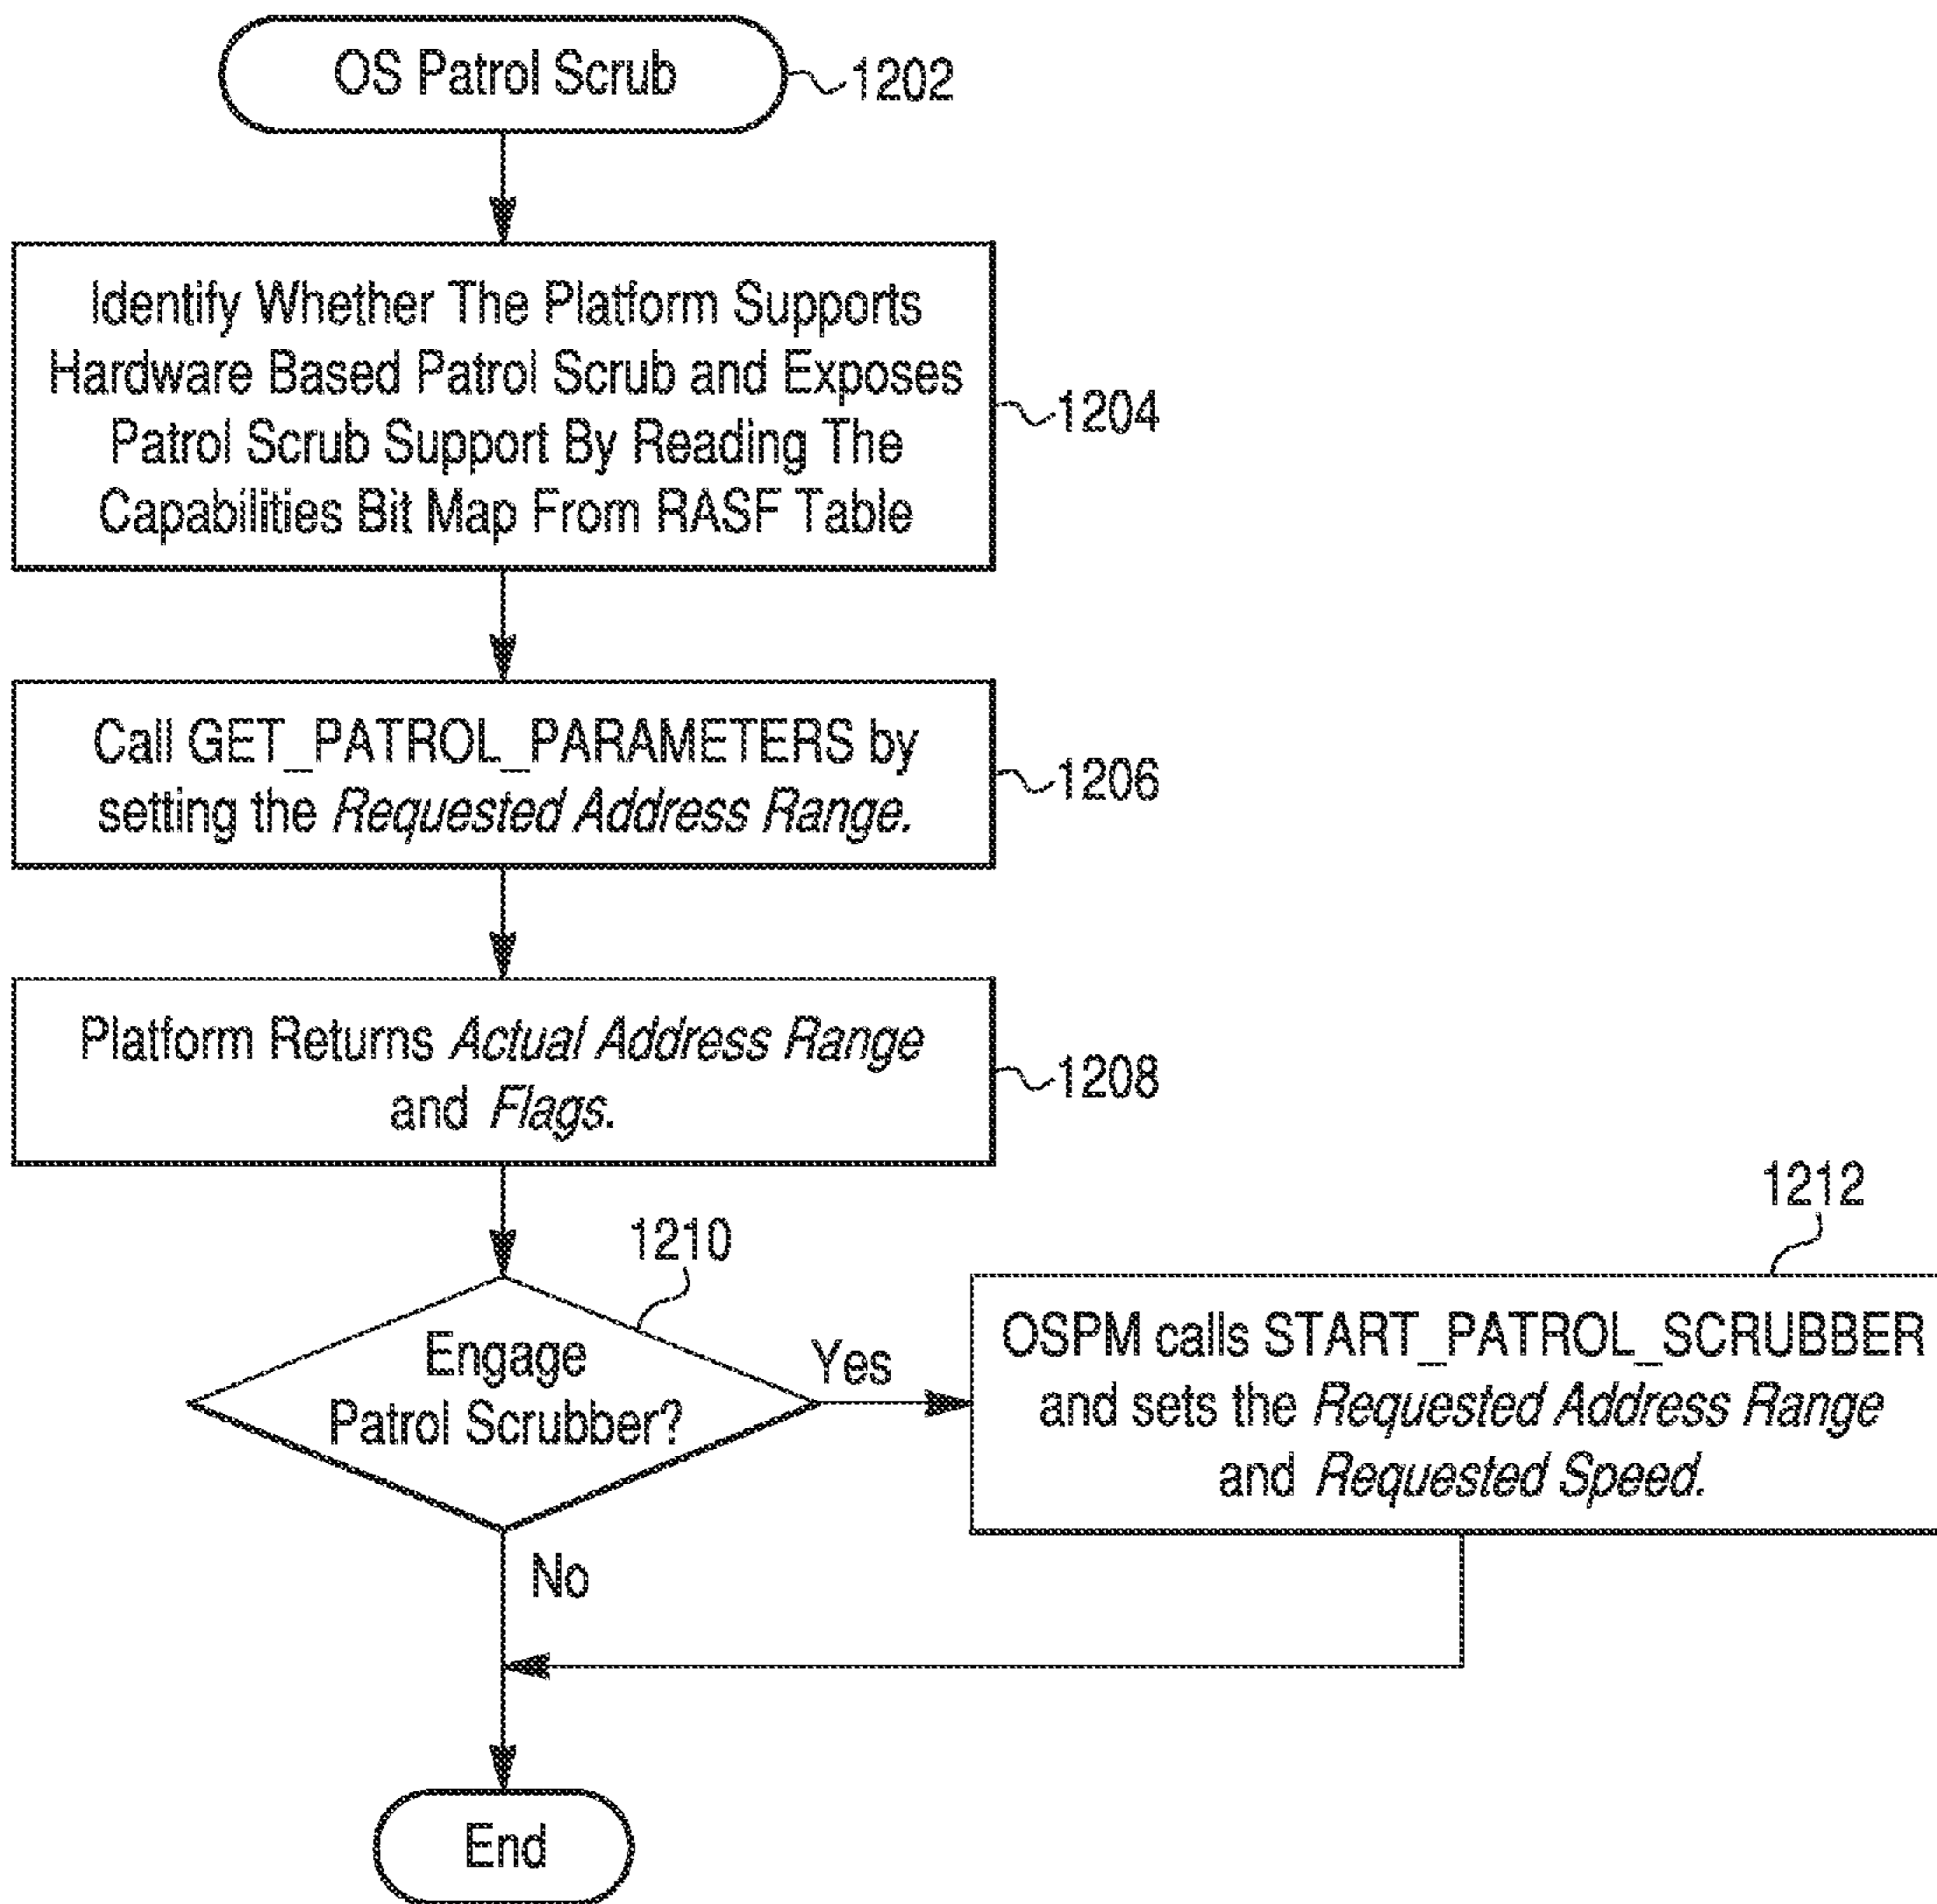 OS Patrol Scrub
1202
Identify Whether The Platform Supports
Hardware Based Patrol Scrub and Exposes
Patrol Scrub Support By Reading The
Capabilities Bit Map From RASF Table
1204
Call GET_PATROL_PARAMETERS by
setting the Requested Address Range.
1206
Platform Returns Actual Address Range
and Flags.
1208
1210
Engage
Patrol Scrubber?
Yes
No
1212
OSPM calls START_PATROL_SCRUBBER
and sets the Requested Address Range
and Requested Speed.
End